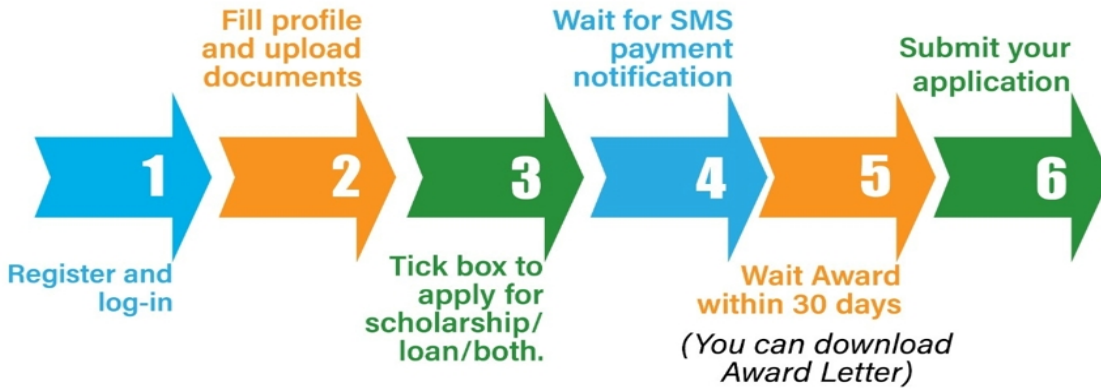 1
Register and
log-in
Fill profile
and upload
documents
2
3
Tick box to
apply for
scholarship/
loan/both.
Wait for SMS
payment
notification
4
5
Wait Award
within 30 days
(You can download
Award Letter)
Submit your
application
6